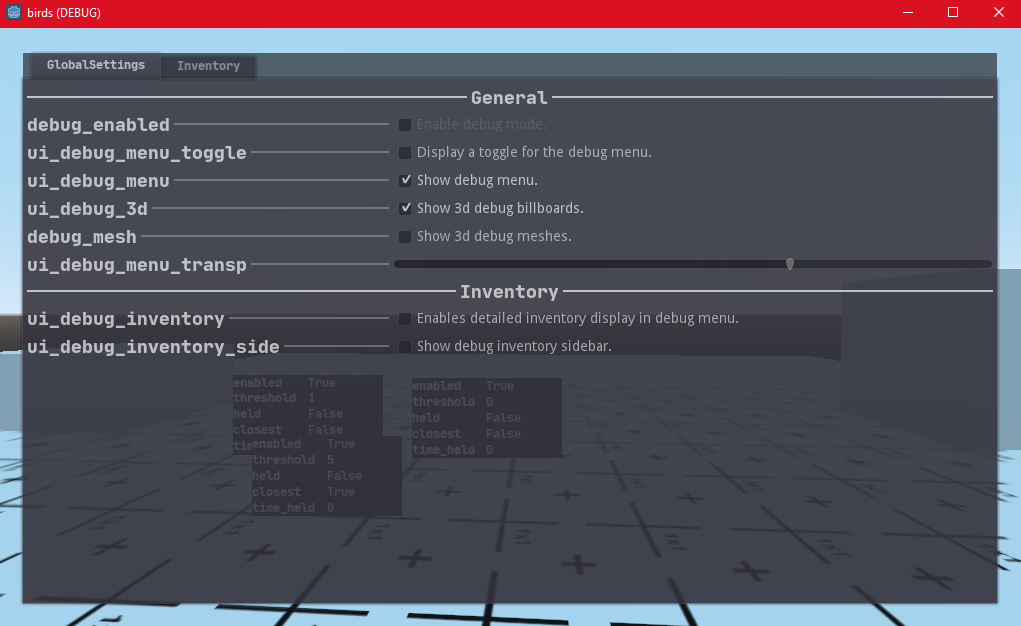 birds (DEBUG)
GlobalSettings Inventory
General
debug_enabled Enable debug mode.
ui_debug_menu_toggle Display a toggle for the debug menu.
ui_debug_menu Show debug menu.
ui_debug_3d Show 3d debug billboards.
debug_mesh Show 3d debug meshes.
ui_debug_menu_transp
Inventory
ui_debug_inventory Enables detailed inventory display in debug menu.
ui_debug_inventory_side Show debug inventory sidebar.
enabled True
threshold 1
held False
closest False
enabled True
threshold 5
held False
closest True
time_held 0
enabled True
threshold 0
held False
closest False
time_held 0